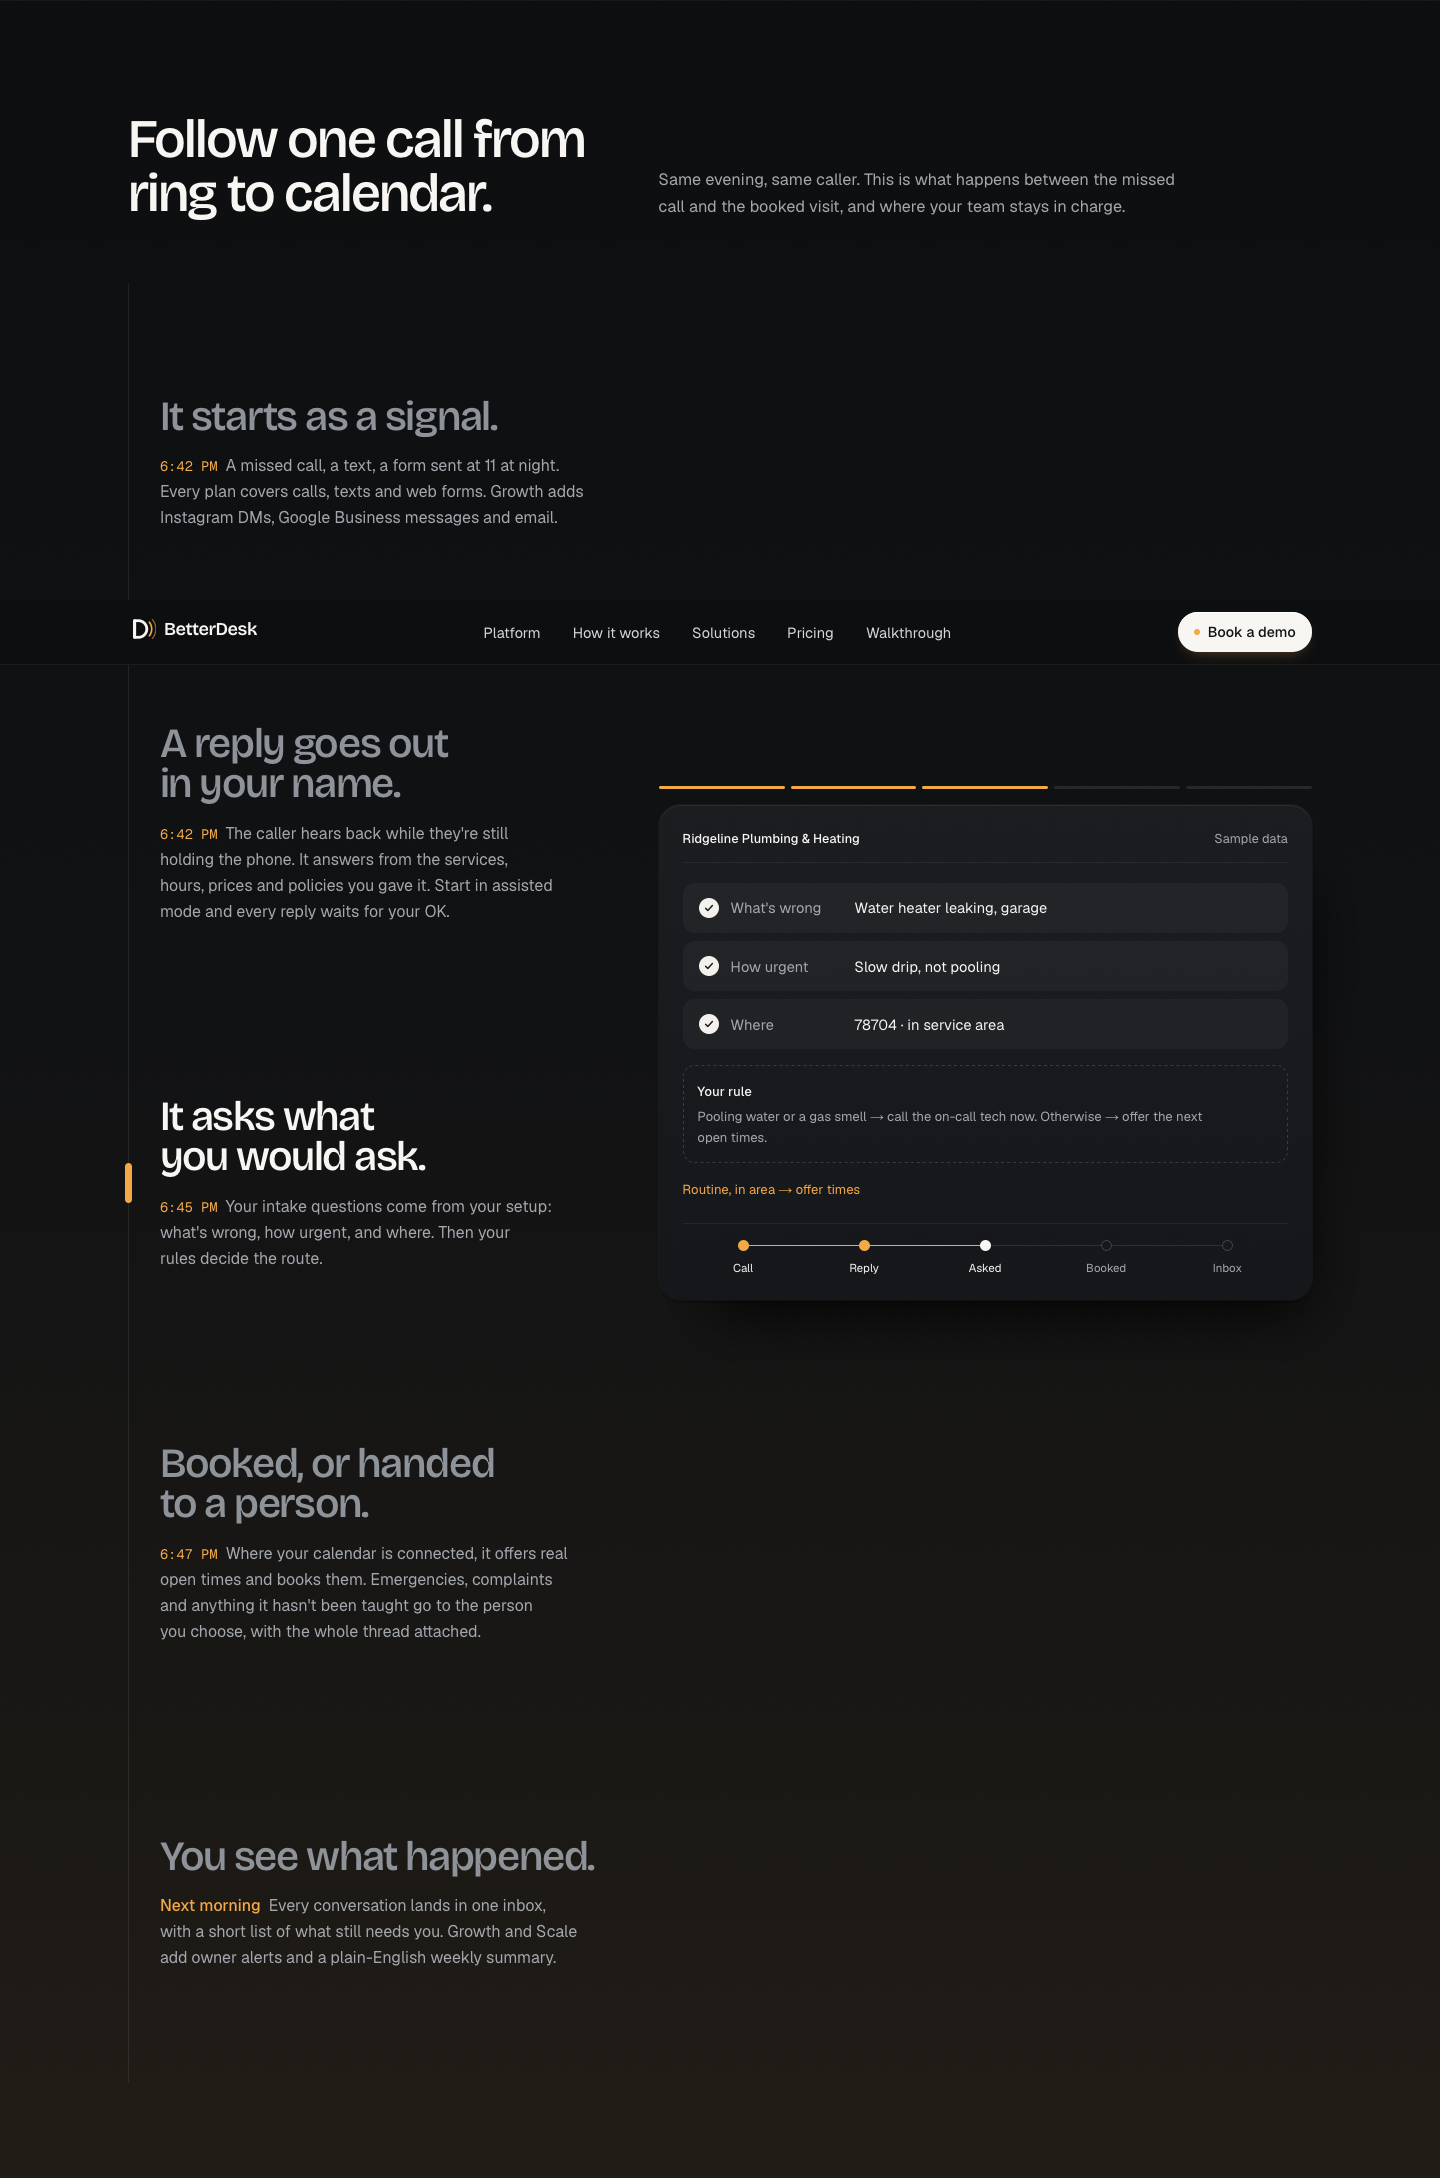 Follow one call from
ring to calendar.
Same evening, same caller. This is what happens between the missed
call and the booked visit, and where your team stays in charge.
It starts as a signal.
6:42 PM A missed call, a text, a form sent at 11 at night.
Every plan covers calls, texts and web forms. Growth adds
Instagram DMs, Google Business messages and email.
BetterDesk
Platform
How it works
Solutions
Pricing
Walkthrough
Book a demo
A reply goes out
in your name.
6:42 PM The caller hears back while they're still
holding the phone. It answers from the services,
hours, prices and policies you gave it. Start in assisted
mode and every reply waits for your OK.
It asks what
you would ask.
6:45 PM Your intake questions come from your setup:
what's wrong, how urgent, and where. Then your
rules decide the route.
Ridgeline Plumbing & Heating
Sample data
What's wrong Water heater leaking, garage
How urgent Slow drip, not pooling
Where 78704 · in service area
Your rule
Pooling water or a gas smell → call the on-call tech now. Otherwise → offer the next
open times.
Routine, in area → offer times
Call
Reply
Asked
Booked
Inbox
Booked, or handed
to a person.
6:47 PM Where your calendar is connected, it offers real
open times and books them. Emergencies, complaints
and anything it hasn't been taught go to the person
you choose, with the whole thread attached.
You see what happened.
Next morning Every conversation lands in one inbox,
with a short list of what still needs you. Growth and Scale
add owner alerts and a plain-English weekly summary.